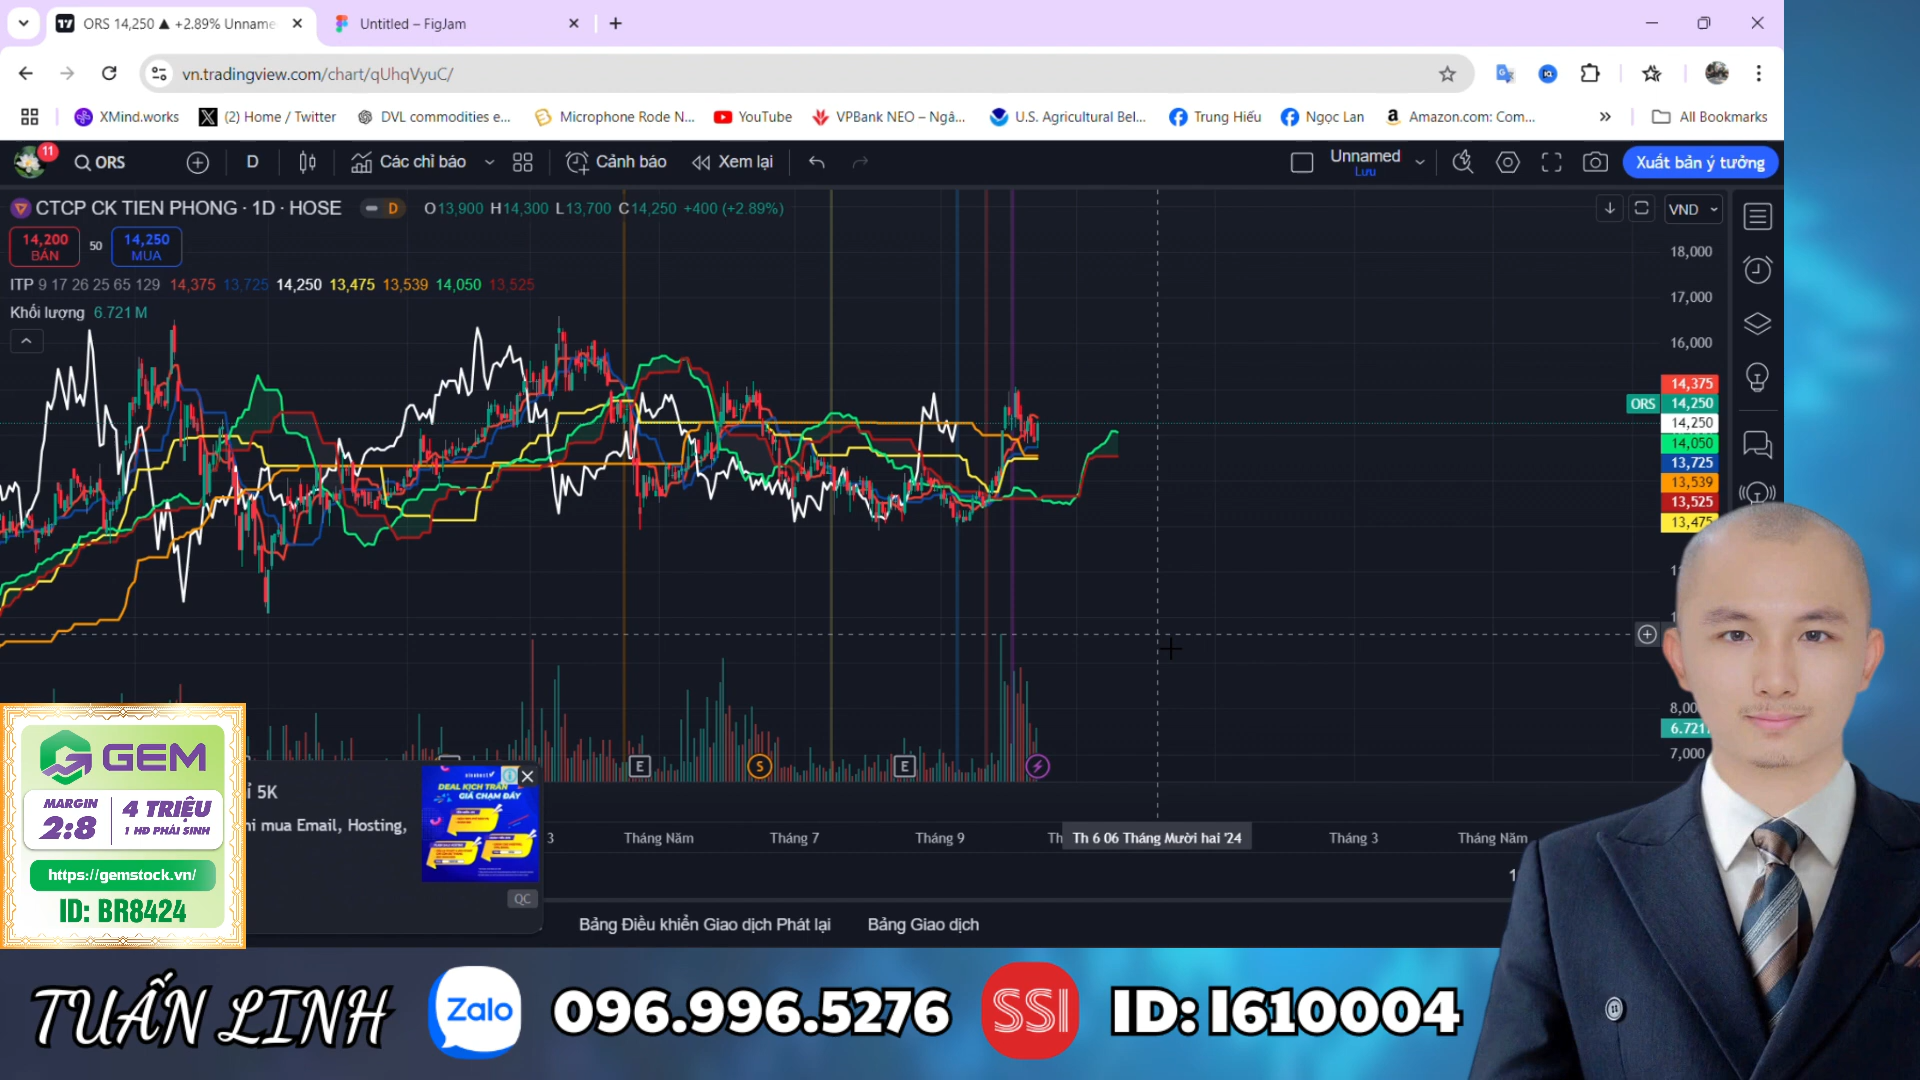 ORS 14,250 ▲ +2.89% Unname
Untitled – FigJam
vn.tradingview.com/chart/qUhqVyuC/
XMind.works
(2) Home / Twitter
DVL commodities e...
Microphone Rode N...
YouTube
VPBank NEO – Ngâ...
U.S. Agricultural Bel...
Trung Hiếu
Ngọc Lan
Amazon.com: Com...
All Bookmarks
11
ORS
D
Các chỉ báo
Cảnh báo
Xem lại
Unnamed
Lưu
Xuất bản ý tưởng
CTCP CK TIEN PHONG · 1D · HOSE
D
O13,900 H14,300 L13,700 C14,250 +400 (+2.89%)
VND
14,200
BÁN
50
14,250
MUA
ITP 9 17 26 25 65 129 14,375 13,725 14,250 13,475 13,539 14,050 13,525
Khối lượng 6.721 M
18,000
17,000
16,000
14,375
ORS 14,250
14,250
14,050
13,725
13,539
13,525
13,475
8,00
6.721
7,000
E
S
E
3
Tháng Năm
Tháng 7
Tháng 9
Th
Th 6 06 Tháng Mười hai '24
Tháng 3
Tháng Năm
GEM
MARGIN
2:8
4 TRIỆU
1 HD PHÁI SINH
https://gemstock.vn/
ID: BR8424
ỉ 5K
hi mua Email, Hosting,
DEAL KỊCH TRẦN
GIÁ CHẠM ĐÁY
QC
Bảng Điều khiển Giao dịch Phát lại
Bảng Giao dịch
TUẤN LINH
Zalo
096.996.5276
SSI
ID: I610004